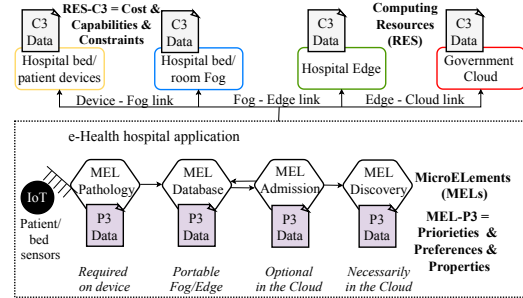 C3
Data
RES-C3 = Cost &
Capabilities &
Constraints
C3
Data
C3
Data
Computing
Resources
(RES)
C3
Data
Hospital bed/
patient devices
Hospital bed/
room Fog
Hospital Edge
Government
Cloud
Device - Fog link
Fog - Edge link
Edge - Cloud link
e-Health hospital application
IoT
Patient/
bed
sensors
MEL
Pathology
P3
Data
MEL
Database
P3
Data
MEL
Admission
P3
Data
MEL
Discovery
P3
Data
MicroELements
(MELs)
MEL-P3 =
Priorieties &
Preferences &
Properties
Required
on device
Portable
Fog/Edge
Optional
in the Cloud
Necessarily
in the Cloud